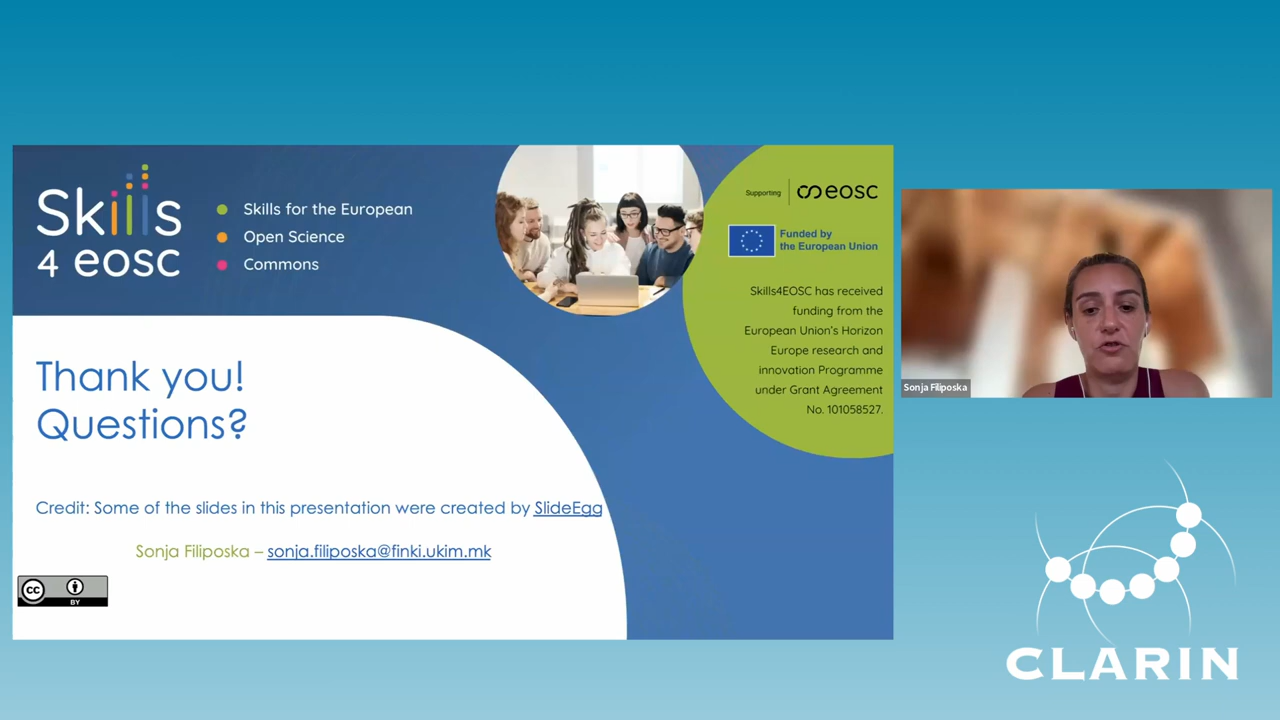 Skills
4 eosc
Skills for the European
Open Science
Commons
Supporting
eosc
Funded by
the European Union
Skills4EOSC has received
funding from the
European Union's Horizon
Europe research and
innovation Programme
under Grant Agreement
No. 101058527.
Thank you!
Questions?
Credit: Some of the slides in this presentation were created by SlideEgg
Sonja Filiposka – sonja.filiposka@finki.ukim.mk
cc
BY
Sonja Filiposka
CLARIN